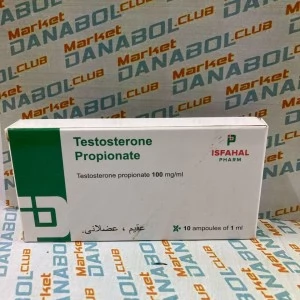 Testosterone
Propionate
Testosterone propionate 100 mg/ml
ISFAHAL
PHARM
عقیم ، عضلانی.
10 ampoules of 1 ml
Market
DANABOL CLUB